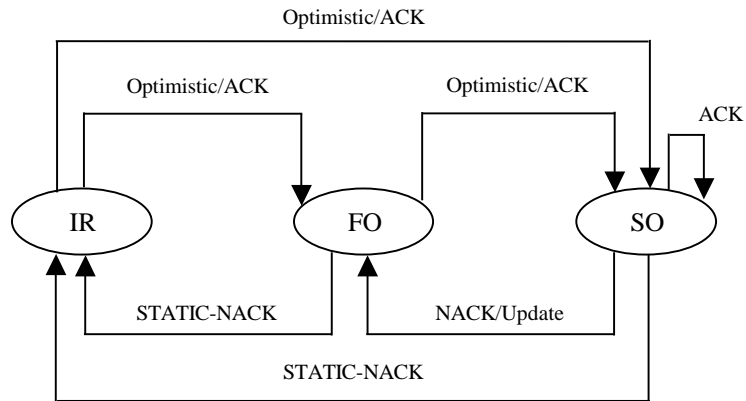 Optimistic/ACK
Optimistic/ACK
Optimistic/ACK
ACK
IR
FO
SO
STATIC-NACK
NACK/Update
STATIC-NACK